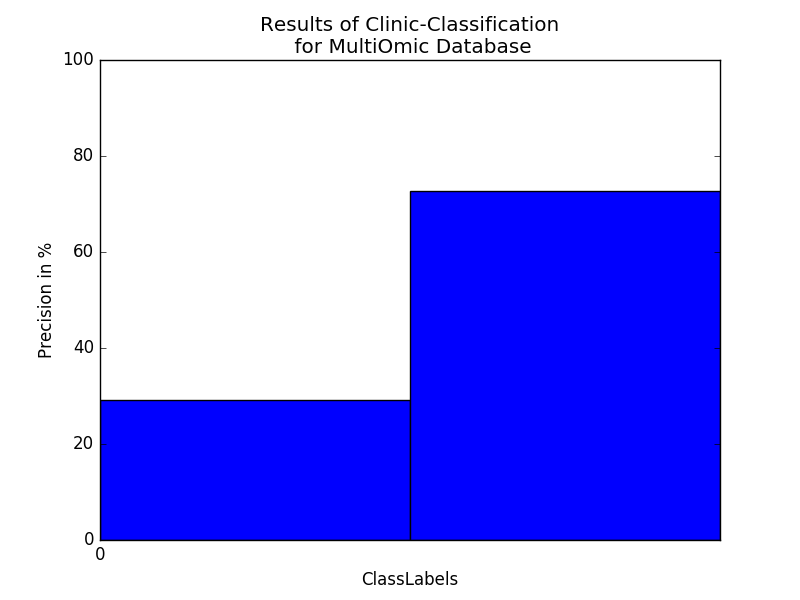 Results of Clinic-Classification
for MultiOmic Database
100
80
60
40
20
0
0
Precision in %
ClassLabels